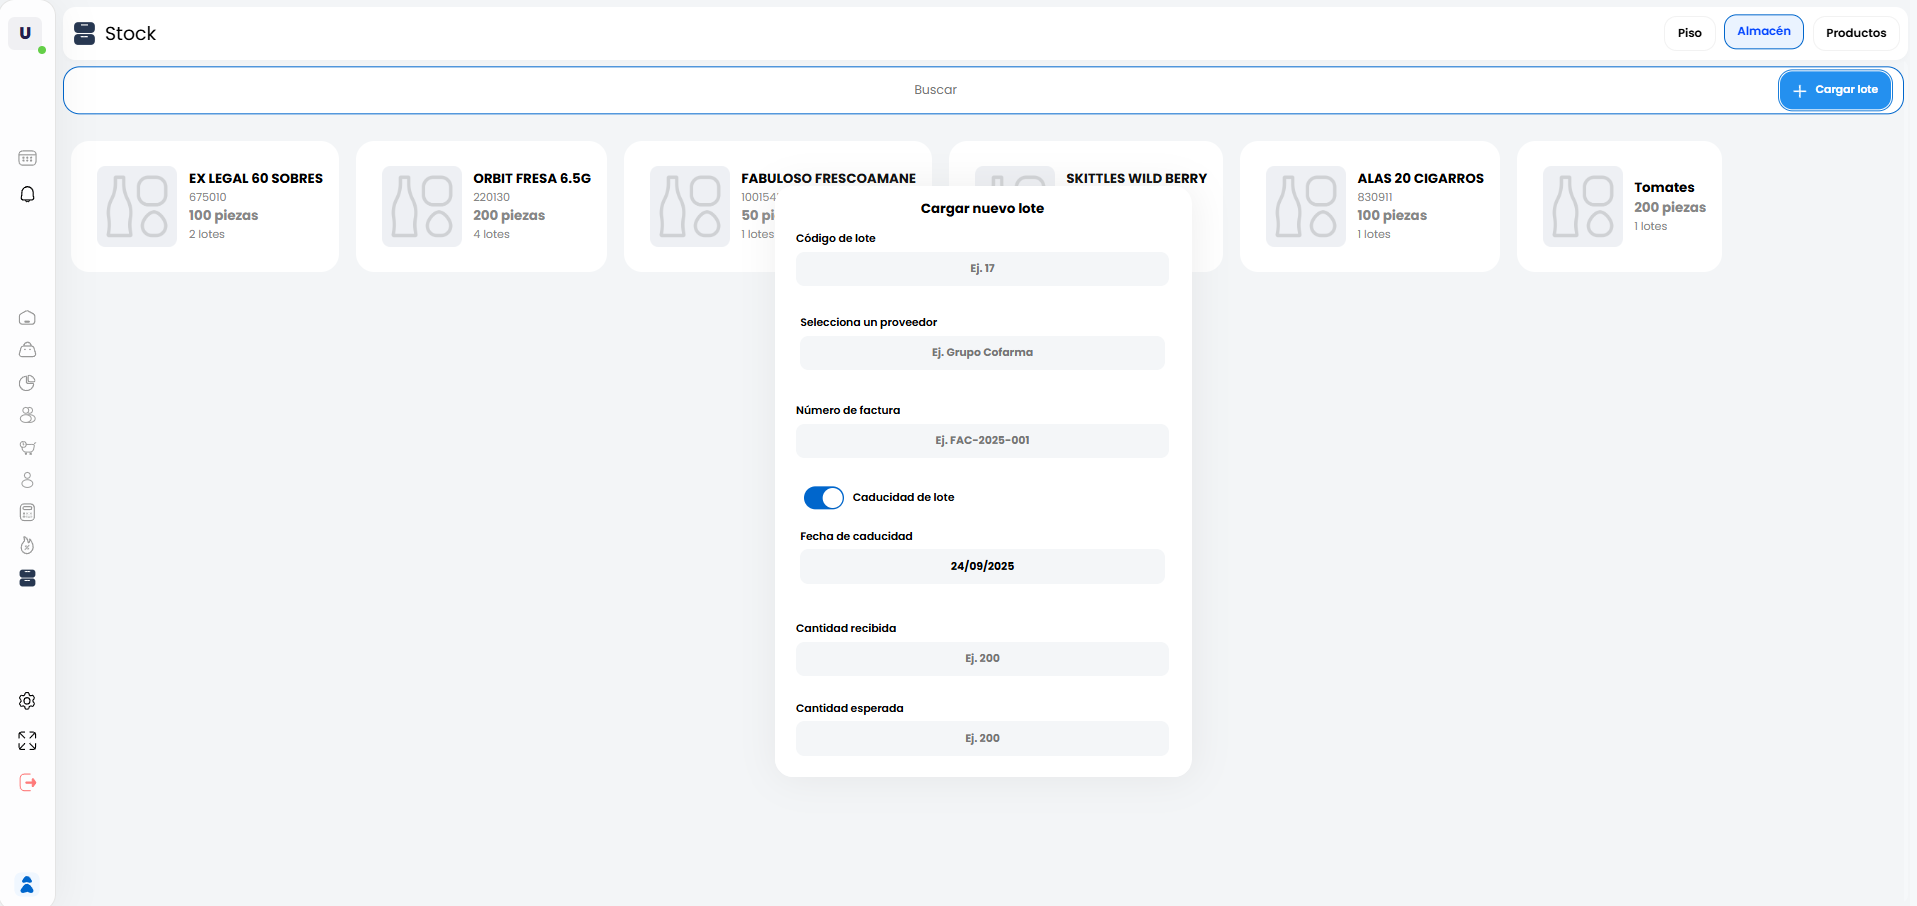 U
Stock
Piso
Almacén
Productos
Buscar
Cargar lote
EX LEGAL 60 SOBRES
675010
100 piezas
2 lotes
ORBIT FRESA 6.5G
220130
200 piezas
4 lotes
FABULOSO FRESCOAMANE
100154
50 pi
1 lotes
SKITTLES WILD BERRY
ALAS 20 CIGARROS
830911
100 piezas
1 lotes
Tomates
200 piezas
1 lotes
Cargar nuevo lote
Código de lote
Ej. 17
Selecciona un proveedor
Ej. Grupo Cofarma
Número de factura
Ej. FAC-2025-001
Caducidad de lote
Fecha de caducidad
24/09/2025
Cantidad recibida
Ej. 200
Cantidad esperada
Ej. 200